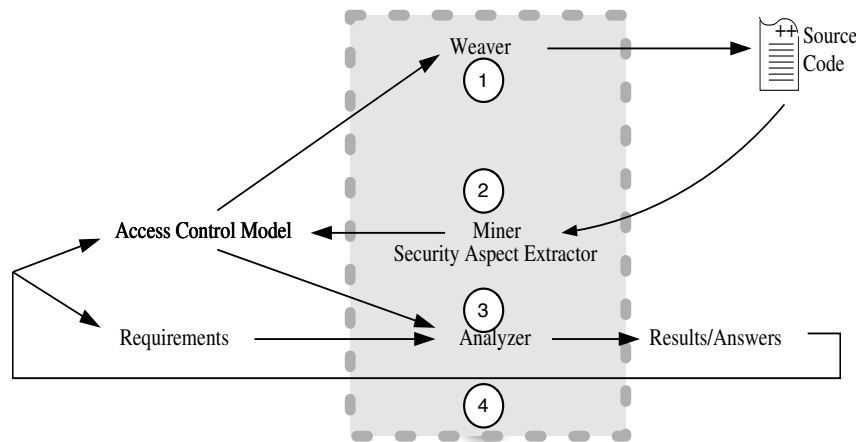 Weaver
++
Source
Code
1
2
Access Control Model
Miner
Security Aspect Extractor
3
Requirements
Analyzer
Results/Answers
4